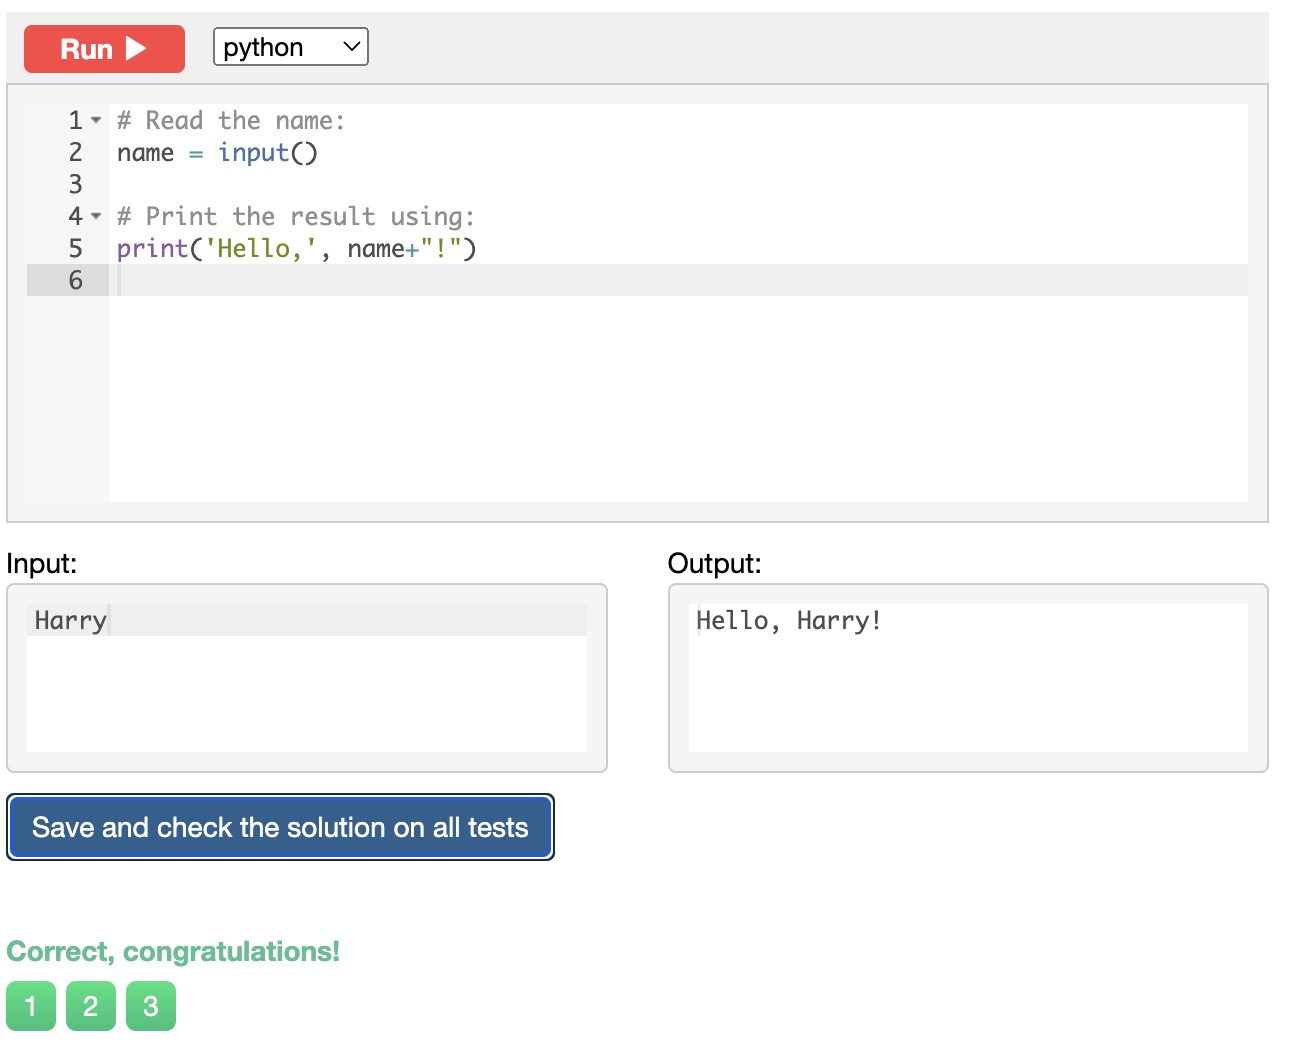 Run
python
1 # Read the name:
2 name = input()
3
4 # Print the result using:
5 print('Hello,', name+"!")
6
Input:
Output:
Harry
Hello, Harry!
Save and check the solution on all tests
Correct, congratulations!
1 2 3